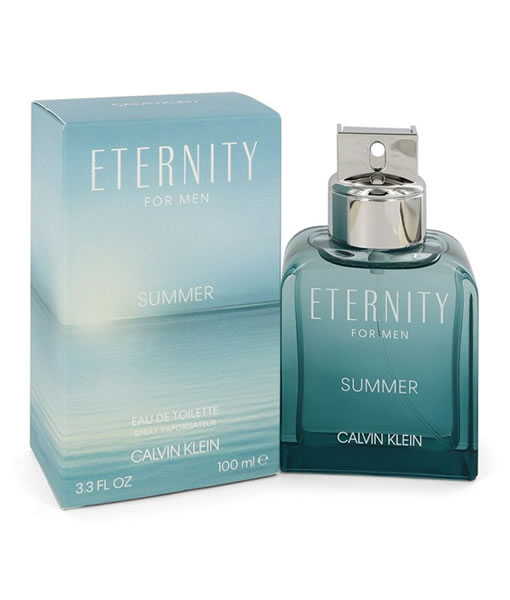 CALVIN KLEIN
ETERNITY
FOR MEN
SUMMER
EAU DE TOILETTE
SPRAY VAPORISATEUR
CALVIN KLEIN
3.3 FL OZ
100 ml ℮
ETERNITY
FOR MEN
SUMMER
CALVIN KLEIN